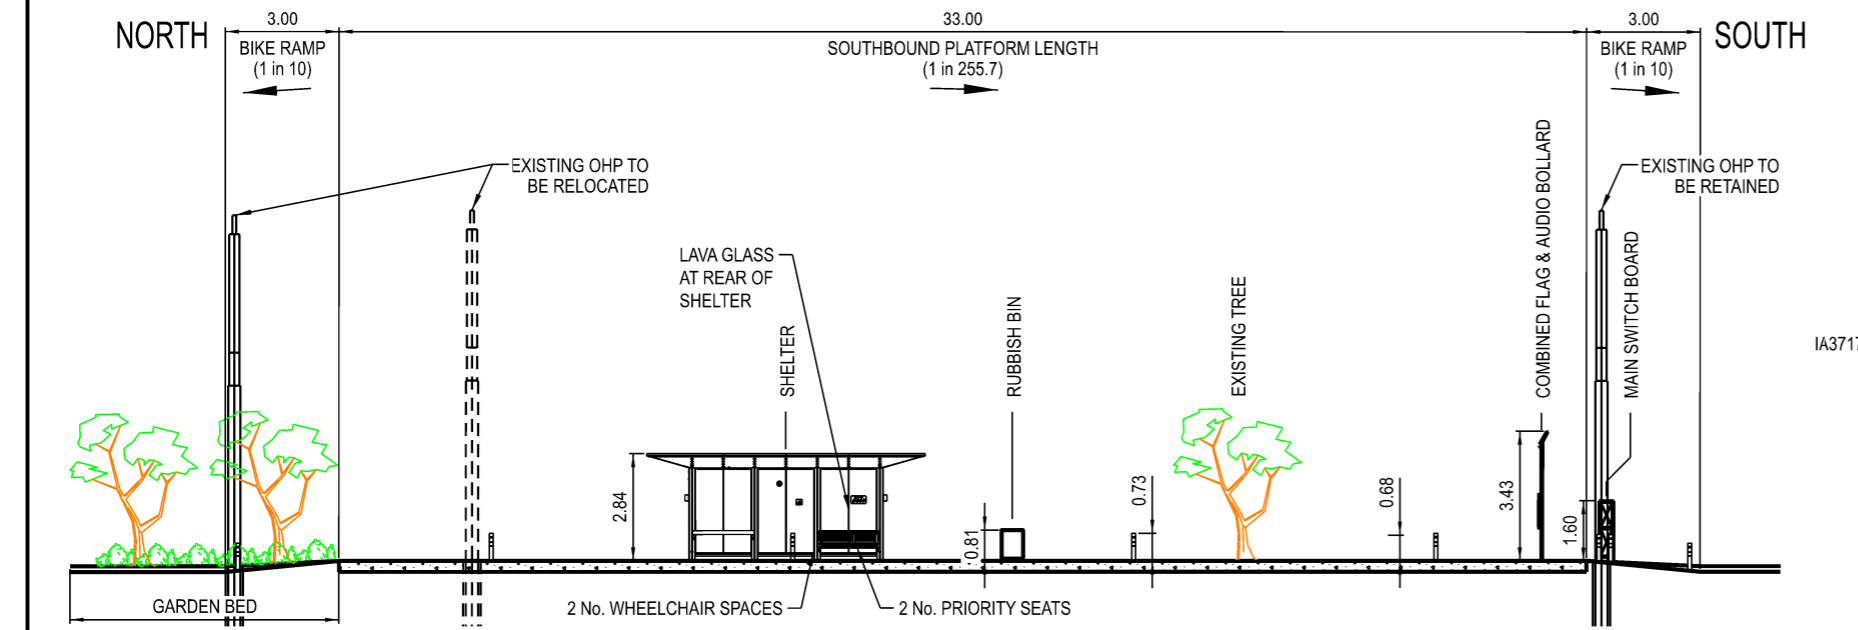 3.00
33.00
3.00
NORTH
BIKE RAMP
(1 in 10)
SOUTHBOUND PLATFORM LENGTH
(1 in 255.7)
BIKE RAMP
(1 in 10)
SOUTH
EXISTING OHP TO
BE RELOCATED
EXISTING OHP TO
BE RETAINED
LAVA GLASS
AT REAR OF
SHELTER
SHELTER
RUBBISH BIN
EXISTING TREE
COMBINED FLAG & AUDIO BOLLARD
MAIN SWITCH BOARD
IA3717
2.84
0.81
0.73
0.68
3.43
1.60
GARDEN BED
2 No. WHEELCHAIR SPACES
2 No. PRIORITY SEATS